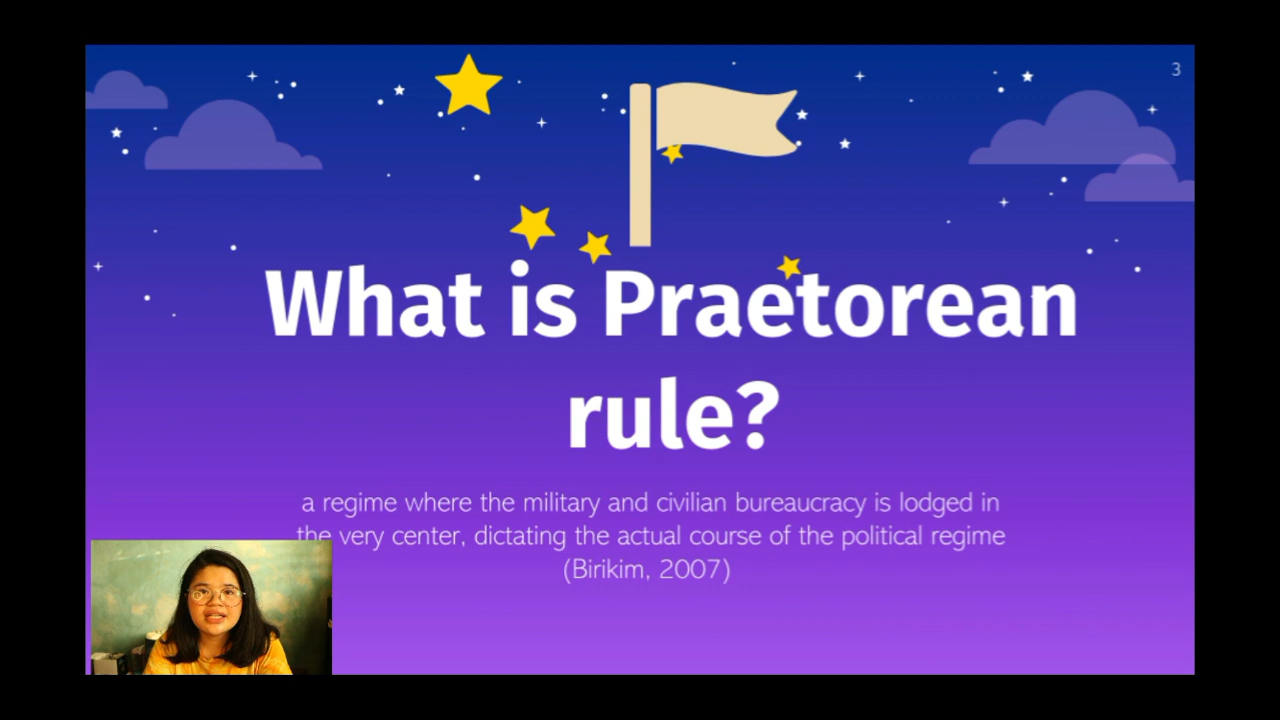 3
What is Praetorean
rule?
a regime where the military and civilian bureaucracy is lodged in
the very center, dictating the actual course of the political regime
(Birikim, 2007)